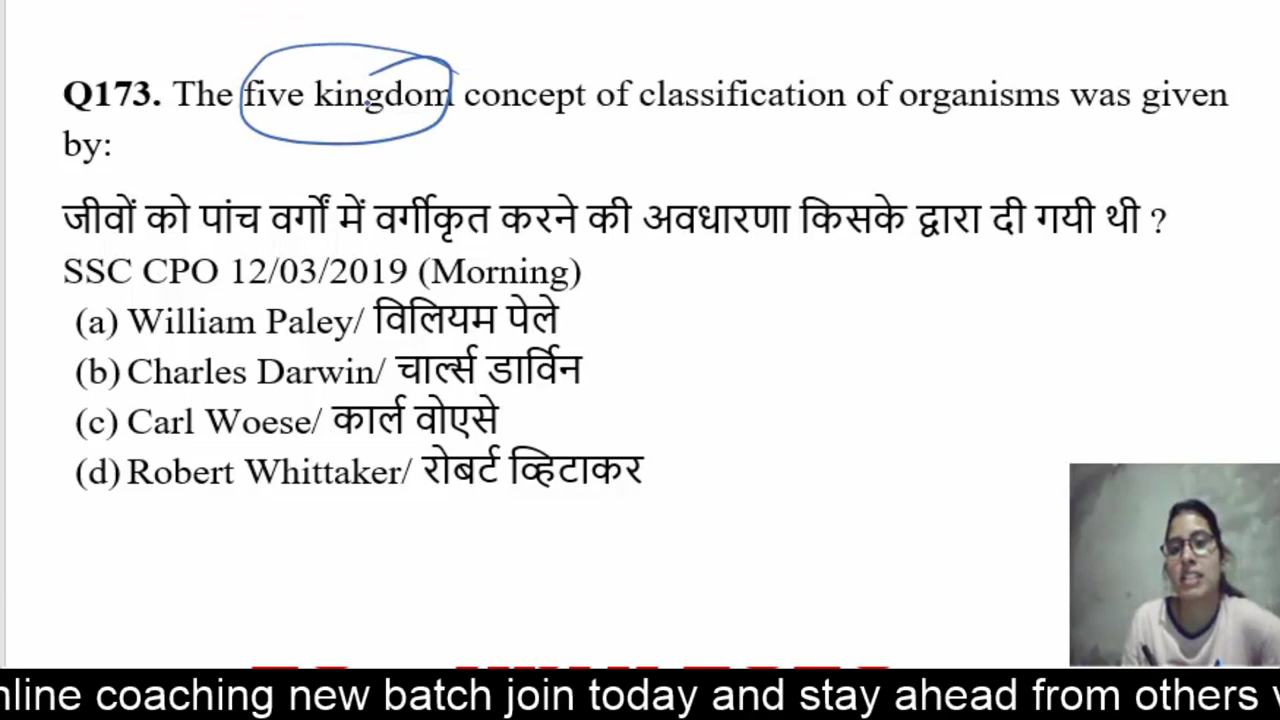 Q173. The five kingdom concept of classification of organisms was given
by:
जीवों को पांच वर्गों में वर्गीकृत करने की अवधारणा किसके द्वारा दी गयी थी ?
SSC CPO 12/03/2019 (Morning)
(a) William Paley/ विलियम पेले
(b) Charles Darwin/ चार्ल्स डार्विन
(c) Carl Woese/ कार्ल वोएसे
(d) Robert Whittaker/ रोबर्ट व्हिटाकर
nline coaching new batch join today and stay ahead from others